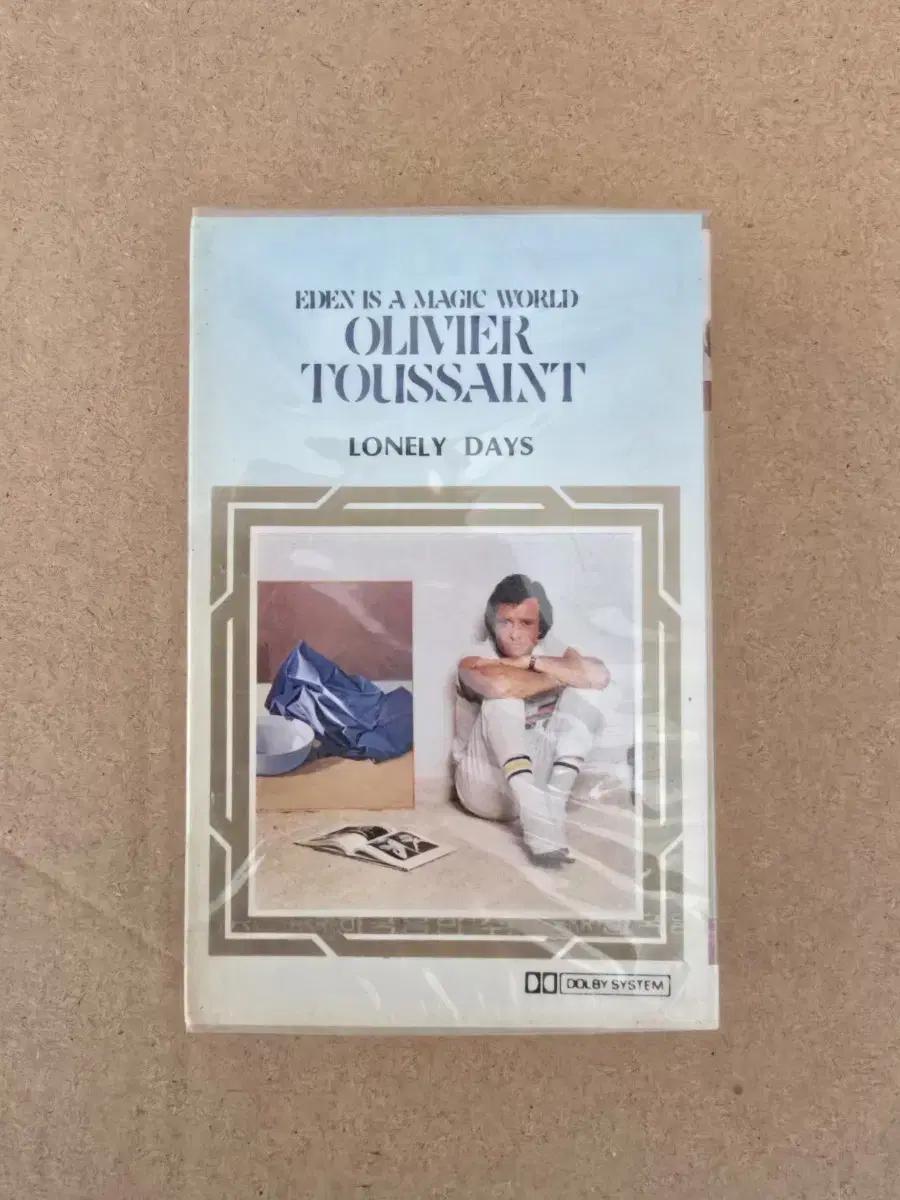 EDEN IS A MAGIC WORLD
OLIVIER
TOUSSAINT
LONELY DAYS
DOLBY SYSTEM